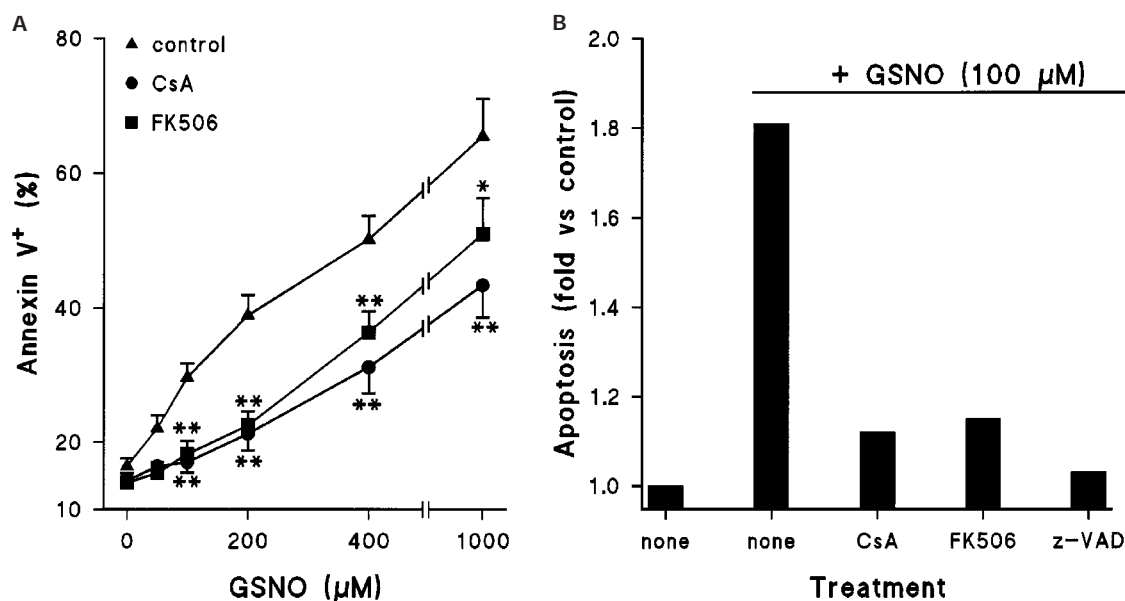 A
80
60
40
20
10
Annexin V⁺ (%)
▲ control
● CsA
■ FK506
**
**
**
**
**
**
*
**
0 200 400 1000
GSNO (μM)
B
2.0
1.8
1.6
1.4
1.2
1.0
Apoptosis (fold vs control)
+ GSNO (100 μM)
none none CsA FK506 z-VAD
Treatment